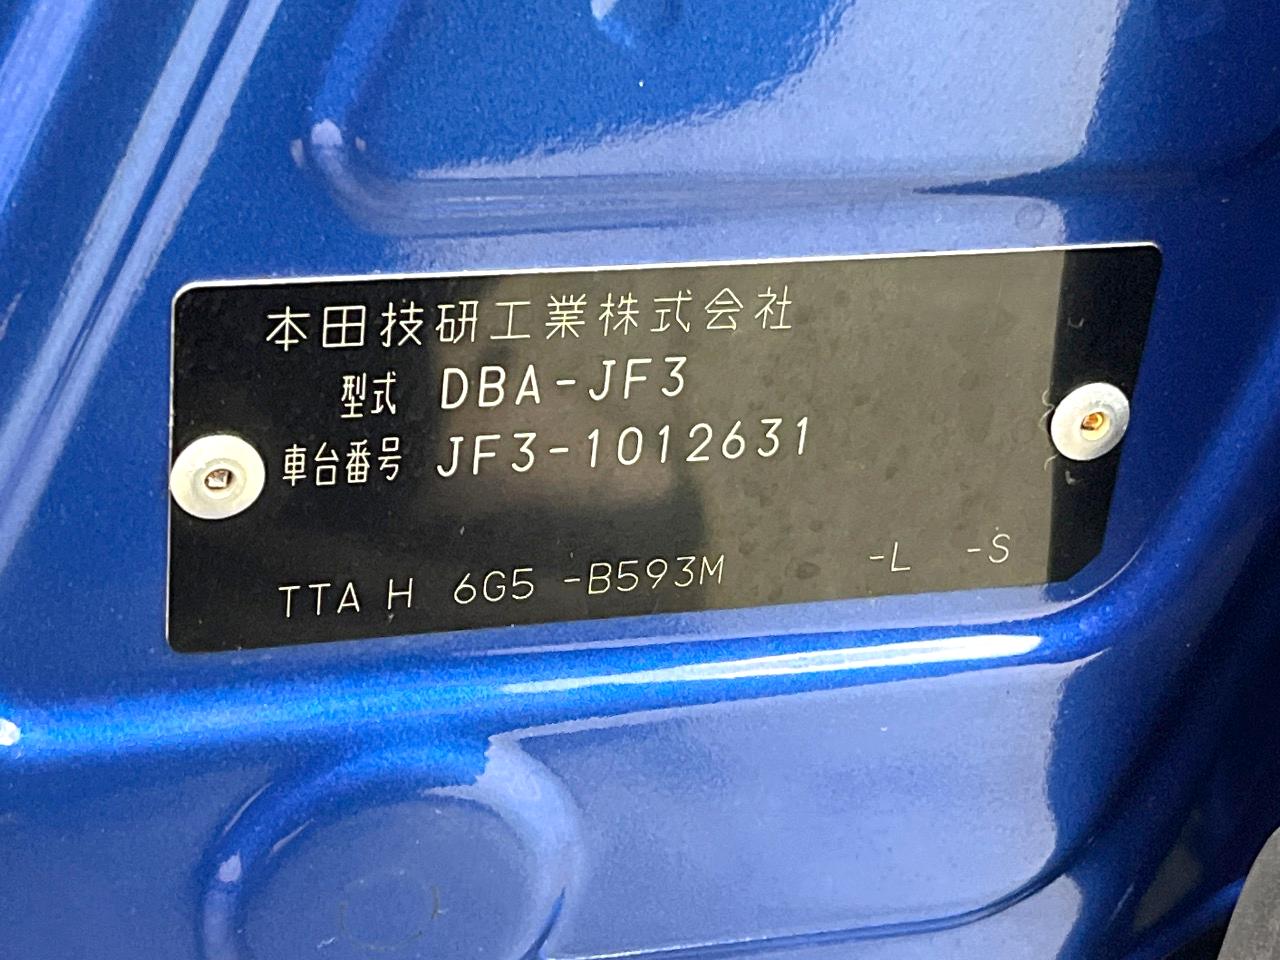 本田技研工業株式会社
型式 DBA-JF3
車台番号 JF3-1012631
TTA H 6G5 -B593M -L -S